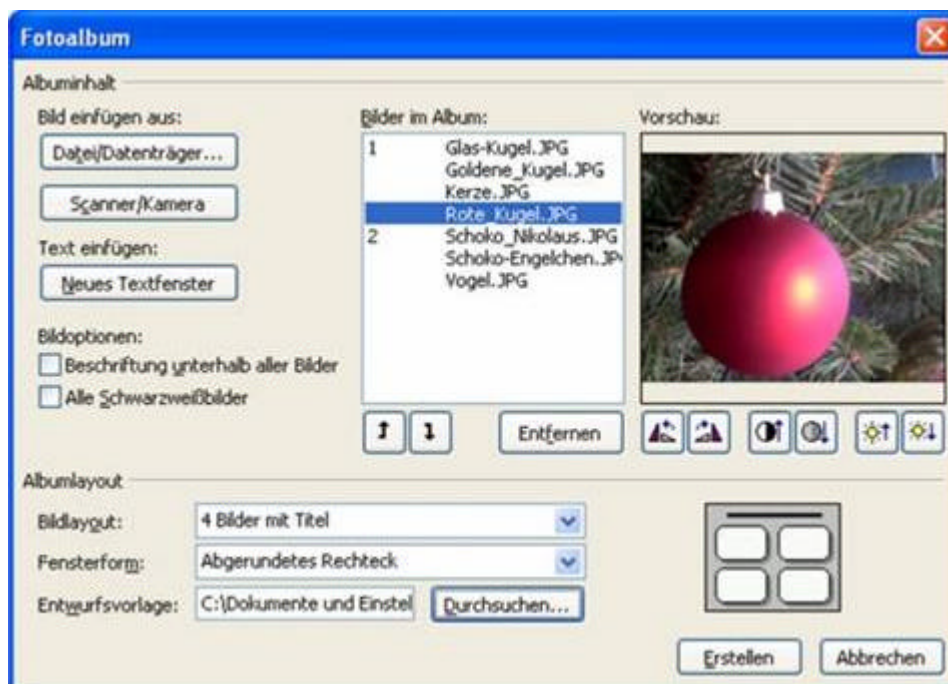 Fotoalbum
Albuminhalt
Bild einfügen aus:
Datei/Datenträger...
Scanner/Kamera
Text einfügen:
Neues Textfenster
Bildoptionen:
Beschriftung unterhalb aller Bilder
Alle Schwarzweißbilder
Bilder im Album:
1 Glas-Kugel.JPG
Goldene_Kugel.JPG
Kerze.JPG
Rote_Kugel.JPG
2 Schoko_Nikolaus.JPG
Schoko-Engelchen.JP
Vogel.JPG
Entfernen
Vorschau:
Albumlayout
Bildlayout: 4 Bilder mit Titel
Fensterform: Abgerundetes Rechteck
Entwurfsvorlage: C:\Dokumente und Einstel Durchsuchen...
Erstellen Abbrechen